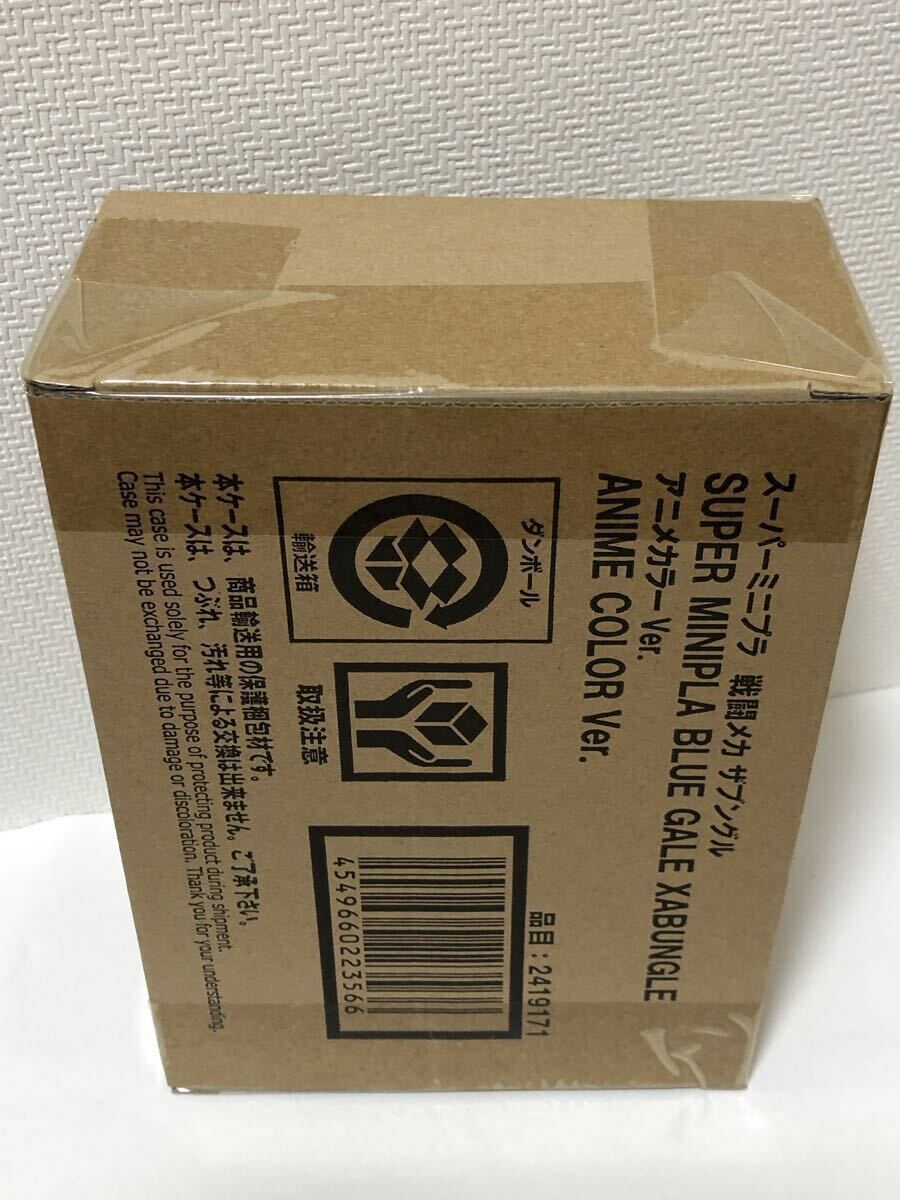 スーパーミニプラ 戦闘メカ ザブングル
SUPER MINIPLA BLUE GALE XABUNGLE
アニメカラー Ver.
ANIME COLOR Ver.
ダンボール
輸送箱
取扱注意
品目：2419171
4549660223566
本ケースは、商品輸送用の保護梱包材です。
本ケースは、つぶれ、汚れ等による交換は出来ません。ご了承下さい。
This case is used solely for the purpose of protecting product during shipment.
Case may not be exchanged due to damage or discoloration. Thank you for your understanding.